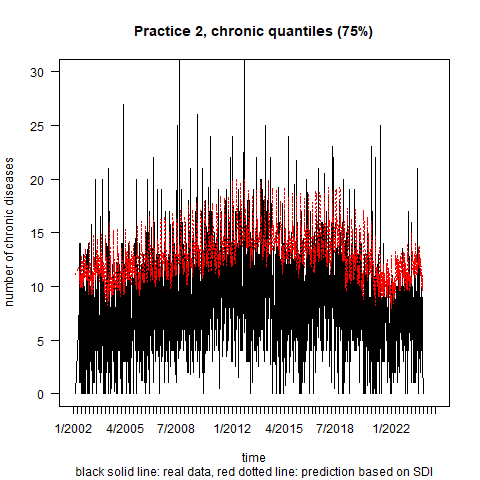 Practice 2, chronic quantiles (75%)
number of chronic diseases
30
25
20
15
10
5
0
1/2002 4/2005 7/2008 1/2012 4/2015 7/2018 1/2022
time
black solid line: real data, red dotted line: prediction based on SDI